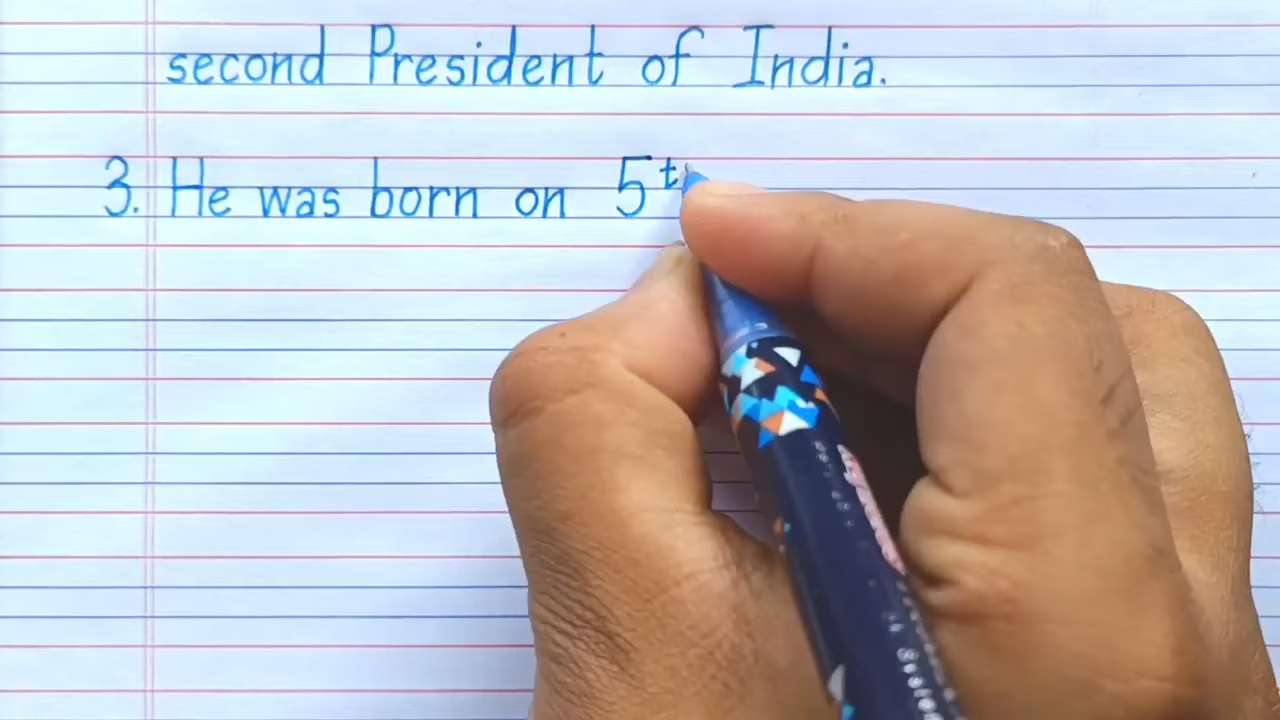 second President of India.
3. He was born on 5t